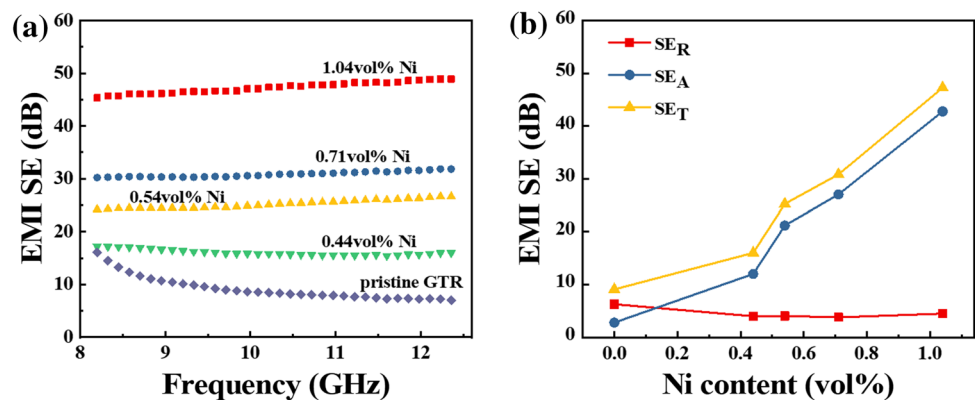 (a)
60
50
40
30
20
10
0
EMI SE (dB)
1.04vol% Ni
0.71vol% Ni
0.54vol% Ni
0.44vol% Ni
pristine GTR
8
9
10
11
12
Frequency (GHz)
(b)
60
50
40
30
20
10
0
EMI SE (dB)
SER
SEA
SET
0.0
0.2
0.4
0.6
0.8
1.0
Ni content (vol%)